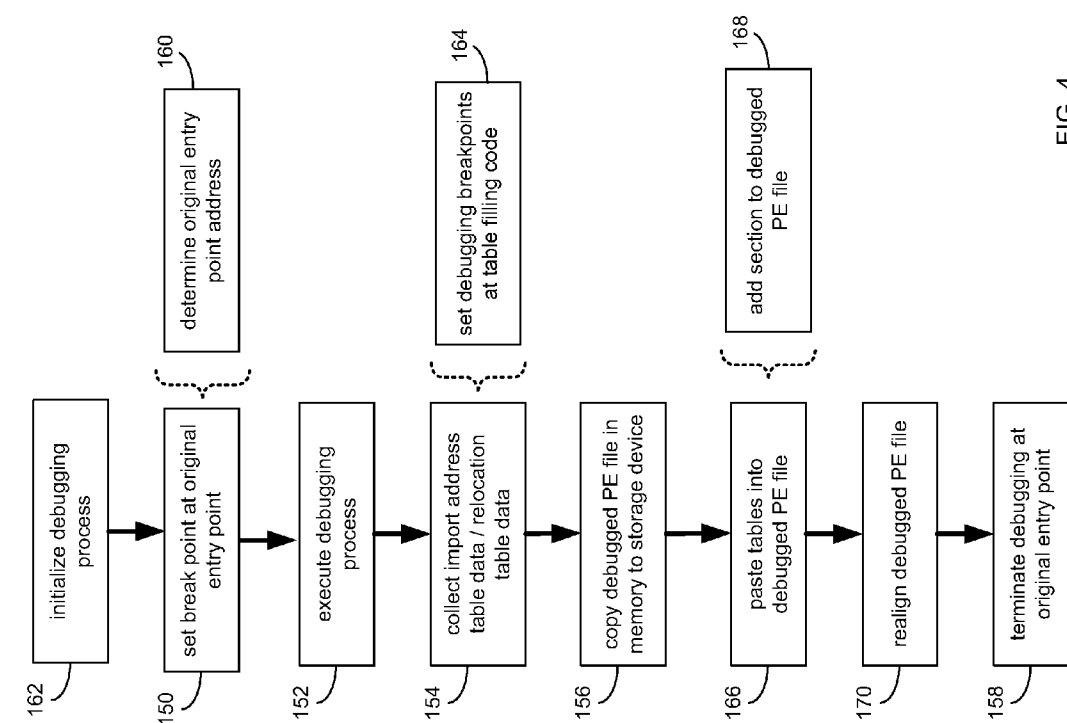 162
initialize debugging
process
150
set break point at original
entry point
160
determine original entry
point address
152
execute debugging
process
154
collect import address
table data / relocation
table data
164
set debugging breakpoints
at table filling code
156
copy debugged PE file in
memory to storage device
166
paste tables into
debugged PE file
168
add section to debugged
PE file
170
realign debugged PE file
158
terminate debugging at
original entry point
FIG 4